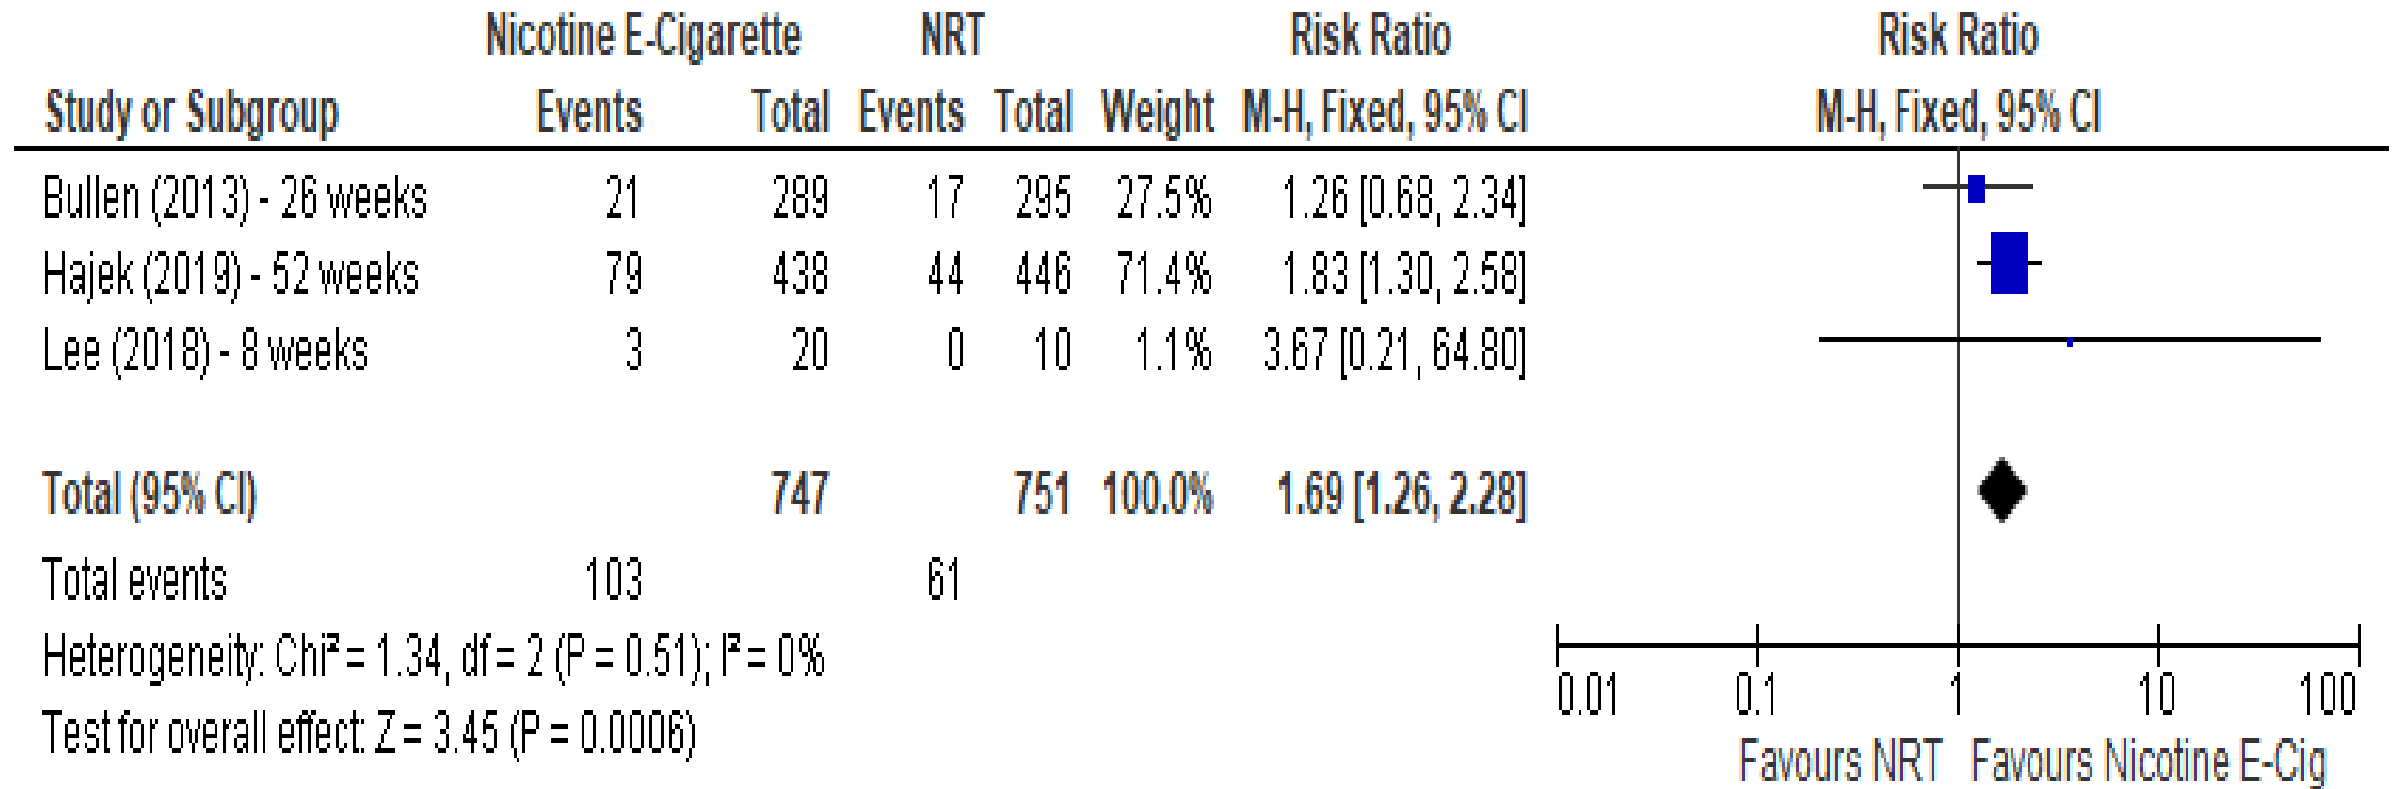 Nicotine E-Cigarette NRT Risk Ratio Risk Ratio
Study or Subgroup Events Total Events Total Weight M-H, Fixed, 95% CI M-H, Fixed, 95% CI
Bullen (2013) - 26 weeks 21 289 17 295 27.5% 1.26 [0.68, 2.34]
Hajek (2019) - 52 weeks 79 438 44 446 71.4% 1.83 [1.30, 2.58]
Lee (2018) - 8 weeks 3 20 0 10 1.1% 3.67 [0.21, 64.80]
Total (95% CI) 747 751 100.0% 1.69 [1.26, 2.28]
Total events 103 61
Heterogeneity: Chi² = 1.34, df = 2 (P = 0.51); I² = 0%
Test for overall effect: Z = 3.45 (P = 0.0006)
0.01 0.1 1 10 100
Favours NRT Favours Nicotine E-Cig